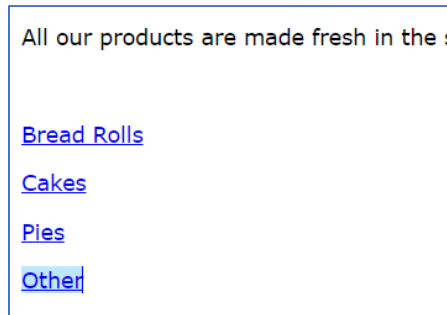 All our products are made fresh in the
Bread Rolls
Cakes
Pies
Other